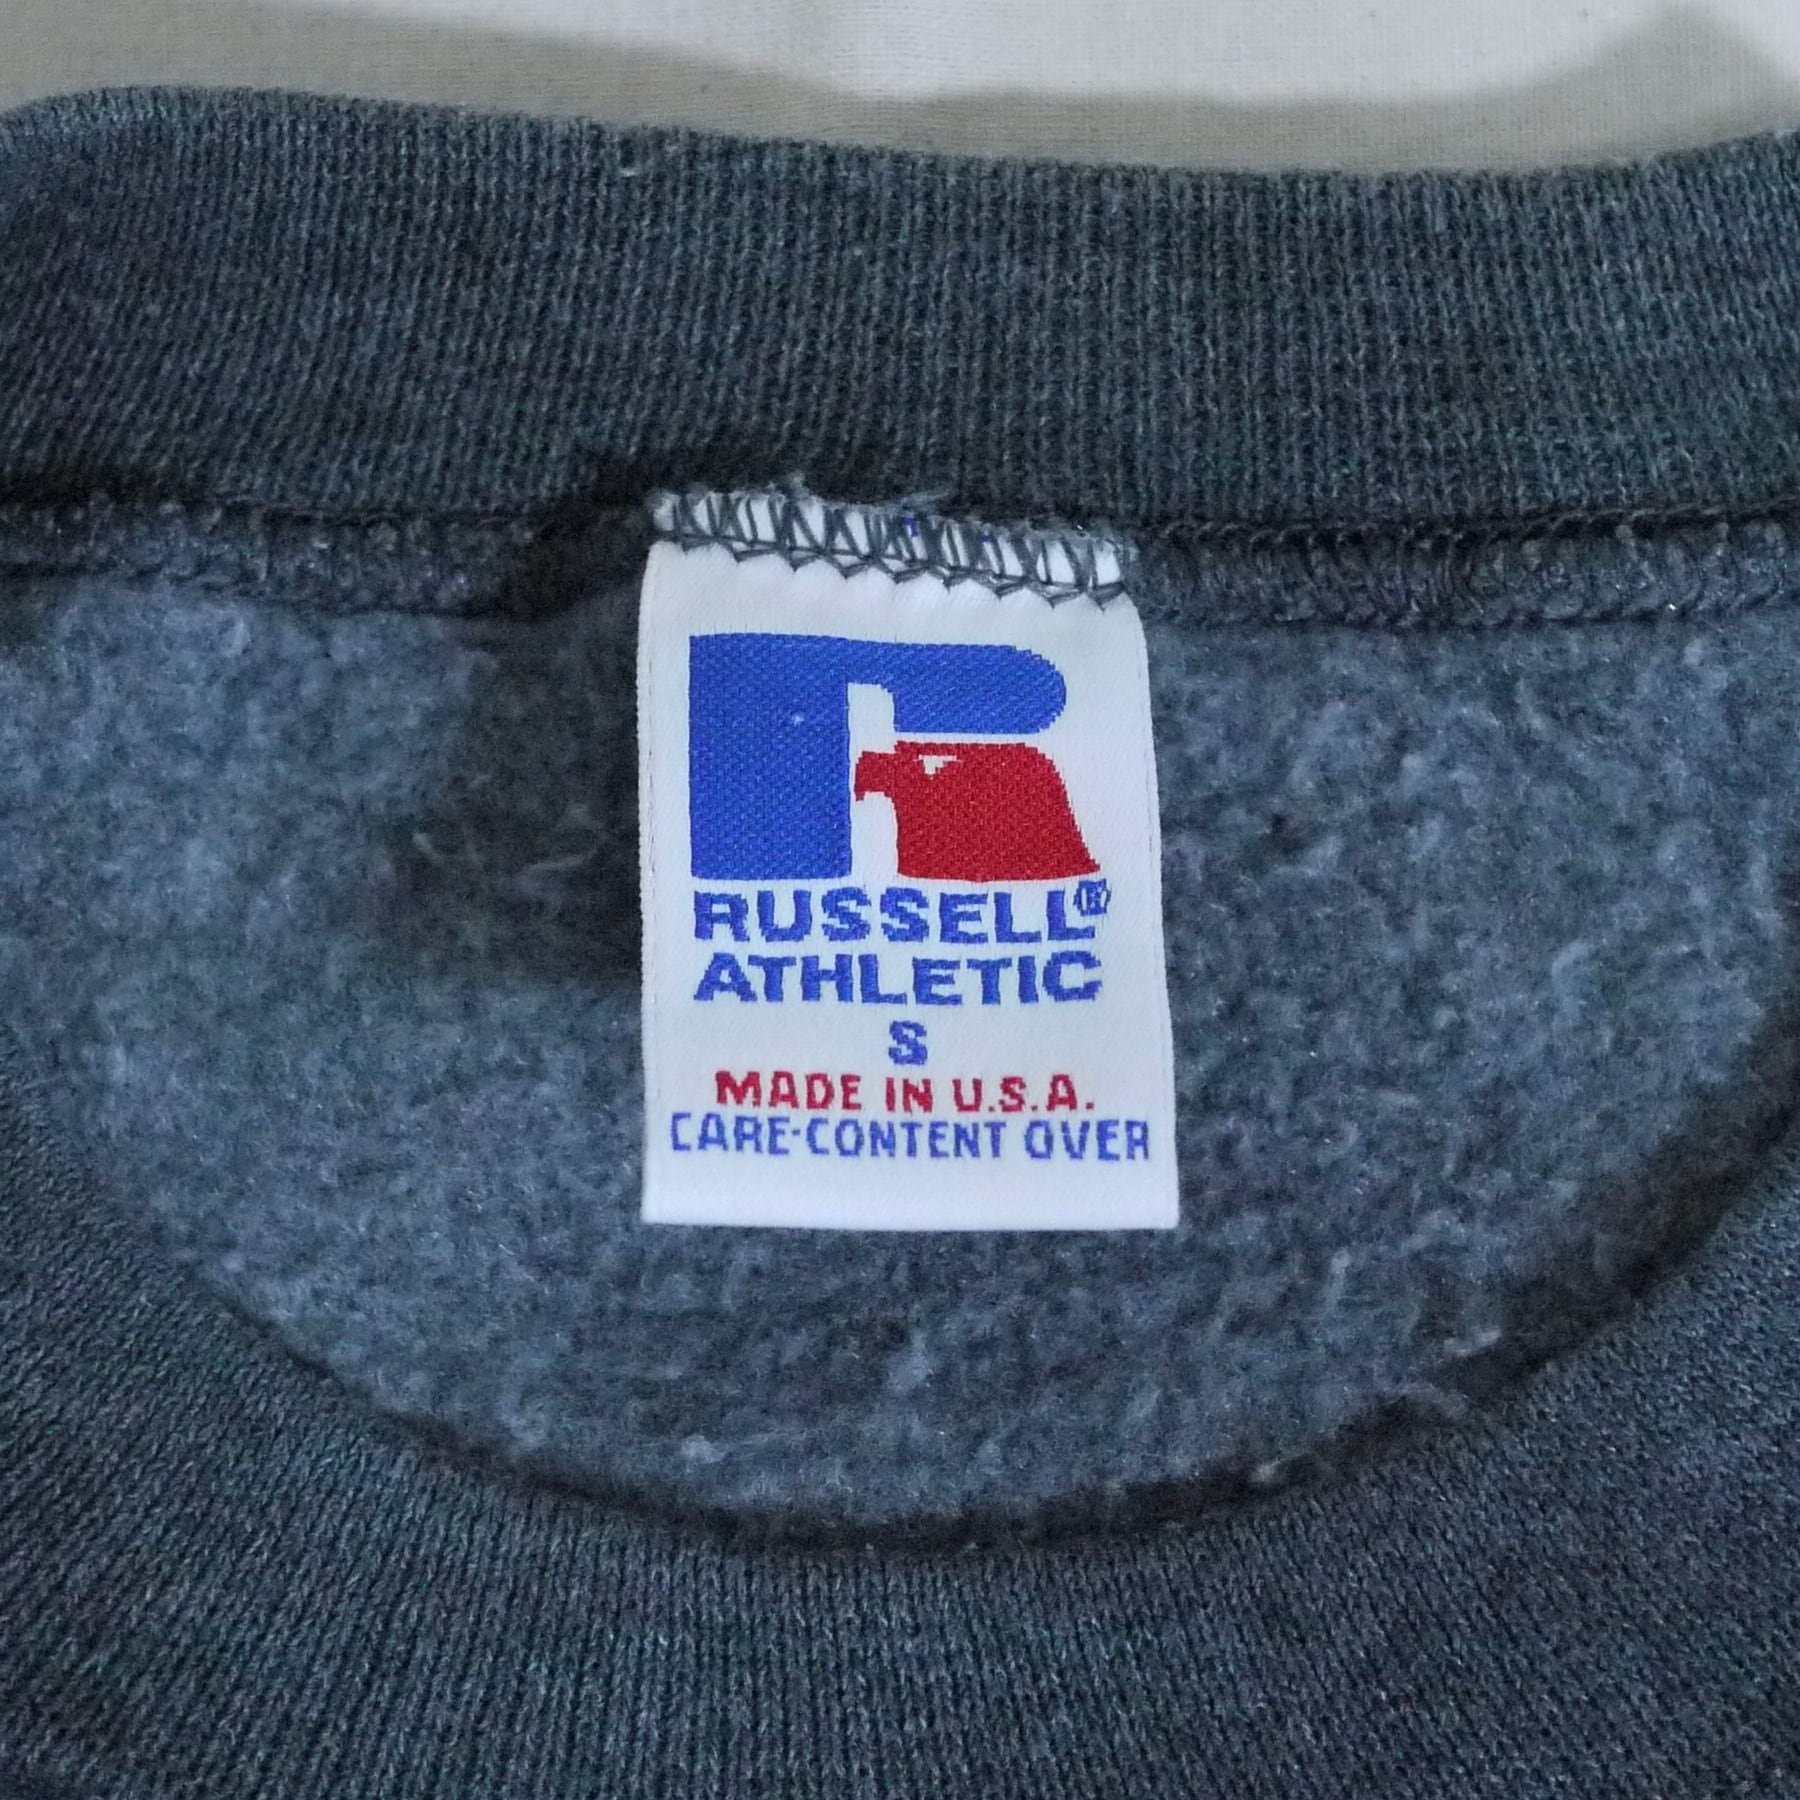 RUSSELL®
ATHLETIC
S
MADE IN U.S.A.
CARE-CONTENT OVER